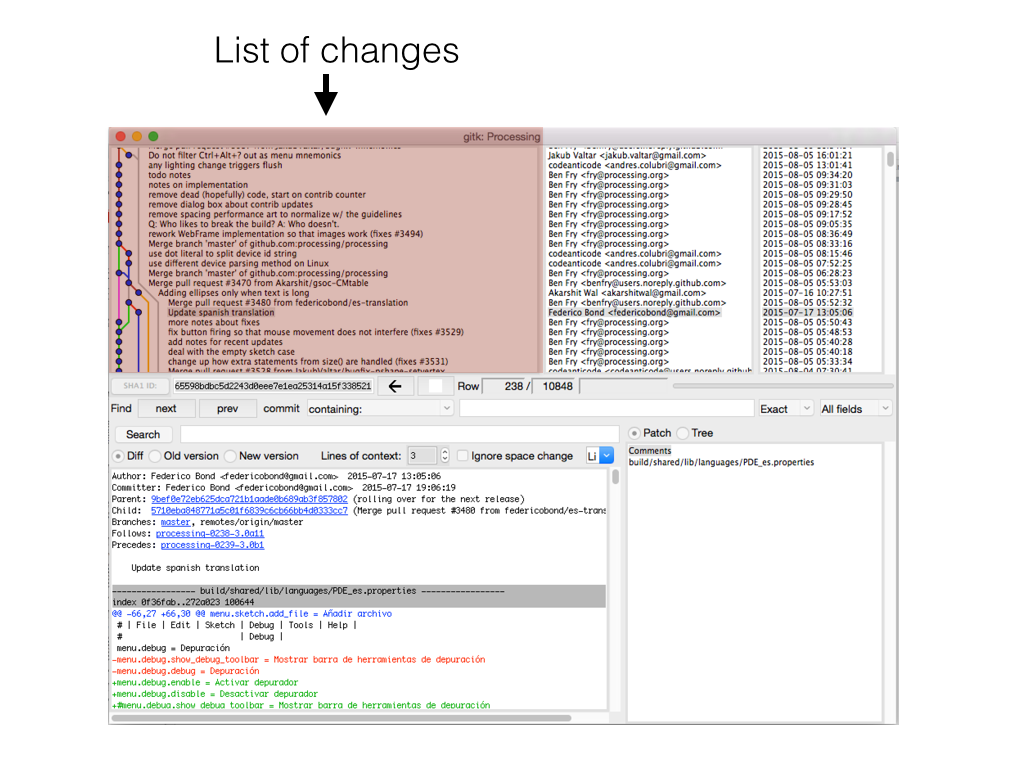 List of changes
gitk: Processing
Do not filter Ctrl+Alt+? out as menu mnemonics Jakub Valtar <jakub.valtar@gmail.com> 2015-08-05 16:01:21
any lighting change triggers flush codeanticode <andres.colubri@gmail.com> 2015-08-05 13:01:41
todo notes Ben Fry <fry@processing.org> 2015-08-05 09:34:20
notes on implementation Ben Fry <fry@processing.org> 2015-08-05 09:31:03
remove dead (hopefully) code, start on contrib counter Ben Fry <fry@processing.org> 2015-08-05 09:29:50
remove dialog box about contrib updates Ben Fry <fry@processing.org> 2015-08-05 09:28:45
remove spacing performance art to normalize w/ the guidelines Ben Fry <fry@processing.org> 2015-08-05 09:17:52
Q: Who likes to break the build? A: Who doesn't. Ben Fry <fry@processing.org> 2015-08-05 09:05:35
rework WebFrame implementation so that images work (fixes #3494) Ben Fry <fry@processing.org> 2015-08-05 08:36:49
Merge branch 'master' of github.com:processing/processing Ben Fry <fry@processing.org> 2015-08-05 08:33:16
use dot literal to split device id string codeanticode <andres.colubri@gmail.com> 2015-08-05 08:15:46
use different device parsing method on Linux codeanticode <andres.colubri@gmail.com> 2015-08-05 07:52:25
Merge branch 'master' of github.com:processing/processing Ben Fry <fry@processing.org> 2015-08-05 06:28:23
Merge pull request #3470 from Akarshit/gsoc-CMtable Ben Fry <benfry@users.noreply.github.com> 2015-08-05 05:53:03
Adding ellipses only when text is long Akarshit Wal <akarshitwal@gmail.com> 2015-07-16 10:27:51
Merge pull request #3480 from federicobond/es-translation Ben Fry <benfry@users.noreply.github.com> 2015-08-05 05:52:32
Update spanish translation Federico Bond <federicobond@gmail.com> 2015-07-17 13:05:06
more notes about fixes Ben Fry <fry@processing.org> 2015-08-05 05:50:43
fix button firing so that mouse movement does not interfere (fixes #3529) Ben Fry <fry@processing.org> 2015-08-05 05:48:53
add notes for recent updates Ben Fry <fry@processing.org> 2015-08-05 05:40:28
deal with the empty sketch case Ben Fry <fry@processing.org> 2015-08-05 05:40:18
change up how extra statements from size() are handled (fixes #3531) Ben Fry <fry@processing.org> 2015-08-05 05:33:34
Merge pull request #3528 from JakubValtar/bugfix-pshape-setvertex codeanticode <codeanticode@users.noreply.github 2015-08-04 07:30:41
SHA1 ID: 65598bdbc5d2243d0eee7e1ea25314a15f338521 Row 238 / 10848
Find next prev commit containing: Exact All fields
Search
Patch Tree
Diff Old version New version Lines of context: 3 Ignore space change Li
Comments
build/shared/lib/languages/PDE_es.properties
Author: Federico Bond <federicobond@gmail.com> 2015-07-17 13:05:06
Committer: Federico Bond <federicobond@gmail.com> 2015-07-17 19:06:19
Parent: 9bef0e72eb625dca721b1aade0b689ab3f857802 (rolling over for the next release)
Child: 5710eba848771a5c01f6839c6cb66bb4d0333cc7 (Merge pull request #3480 from federicobond/es-trans
Branches: master, remotes/origin/master
Follows: processing-0238-3.0a11
Precedes: processing-0239-3.0b1
Update spanish translation
----------------- build/shared/lib/languages/PDE_es.properties -----------------
index 0f36fab..272a023 100644
@@ -66,27 +66,30 @@ menu.sketch.add_file = Añadir archivo
# | File | Edit | Sketch | Debug | Tools | Help |
# | Debug |
menu.debug = Depuración
-menu.debug.show_debug_toolbar = Mostrar barra de herramientas de depuración
-menu.debug.debug = Depuración
+menu.debug.enable = Activar depurador
+menu.debug.disable = Desactivar depurador
+#menu.debug.show_debug_toolbar = Mostrar barra de herramientas de depuración